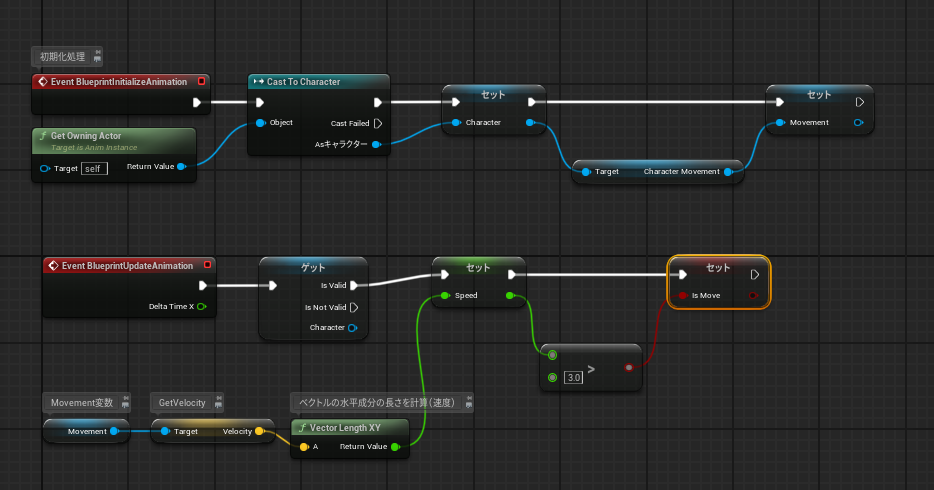 初期化処理
Event BlueprintInitializeAnimation
Cast To Character
Object
Cast Failed
Asキャラクター
セット
Character
セット
Movement
f Get Owning Actor
Target is Anim Instance
Target self
Return Value
Target
Character Movement
Event BlueprintUpdateAnimation
Delta Time X
ゲット
Is Valid
Is Not Valid
Character
セット
Speed
セット
Is Move
3.0
>
Movement変数
Movement
GetVelocity
Target
Velocity
ベクトルの水平成分の長さを計算（速度）
f Vector Length XY
A
Return Value